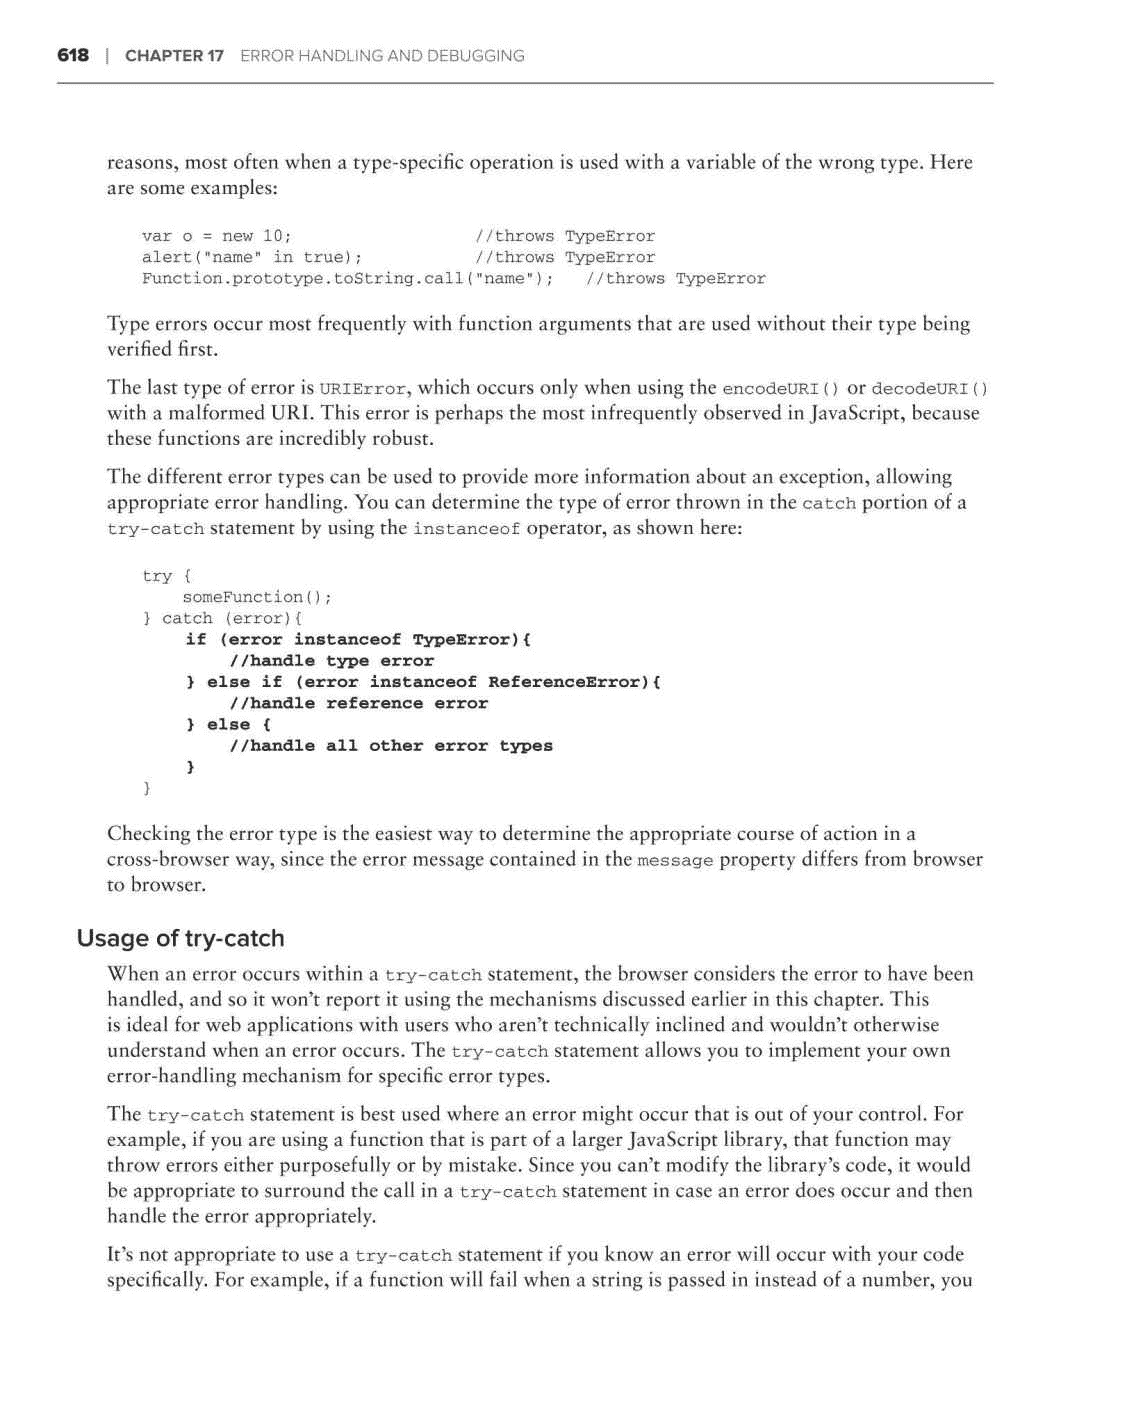 618 | CHAPTER 17 ERROR HANDLING AND DEBUGGING
reasons, most often when a type-specific operation is used with a variable of the wrong type. Here
are some examples:
var o = new 10; //throws TypeError
alert("name" in true); //throws TypeError
Function.prototype.toString.call("name"); //throws TypeError
Type errors occur most frequently with function arguments that are used without their type being
verified first.
The last type of error is URIError, which occurs only when using the encodeURI() or decodeURI()
with a malformed URI. This error is perhaps the most infrequently observed in JavaScript, because
these functions are incredibly robust.
The different error types can be used to provide more information about an exception, allowing
appropriate error handling. You can determine the type of error thrown in the catch portion of a
try-catch statement by using the instanceof operator, as shown here:
try {
    someFunction();
} catch (error){
    if (error instanceof TypeError){
        //handle type error
    } else if (error instanceof ReferenceError){
        //handle reference error
    } else {
        //handle all other error types
    }
}
Checking the error type is the easiest way to determine the appropriate course of action in a
cross-browser way, since the error message contained in the message property differs from browser
to browser.
Usage of try-catch
When an error occurs within a try-catch statement, the browser considers the error to have been
handled, and so it won’t report it using the mechanisms discussed earlier in this chapter. This
is ideal for web applications with users who aren’t technically inclined and wouldn’t otherwise
understand when an error occurs. The try-catch statement allows you to implement your own
error-handling mechanism for specific error types.
The try-catch statement is best used where an error might occur that is out of your control. For
example, if you are using a function that is part of a larger JavaScript library, that function may
throw errors either purposefully or by mistake. Since you can’t modify the library’s code, it would
be appropriate to surround the call in a try-catch statement in case an error does occur and then
handle the error appropriately.
It’s not appropriate to use a try-catch statement if you know an error will occur with your code
specifically. For example, if a function will fail when a string is passed in instead of a number, you